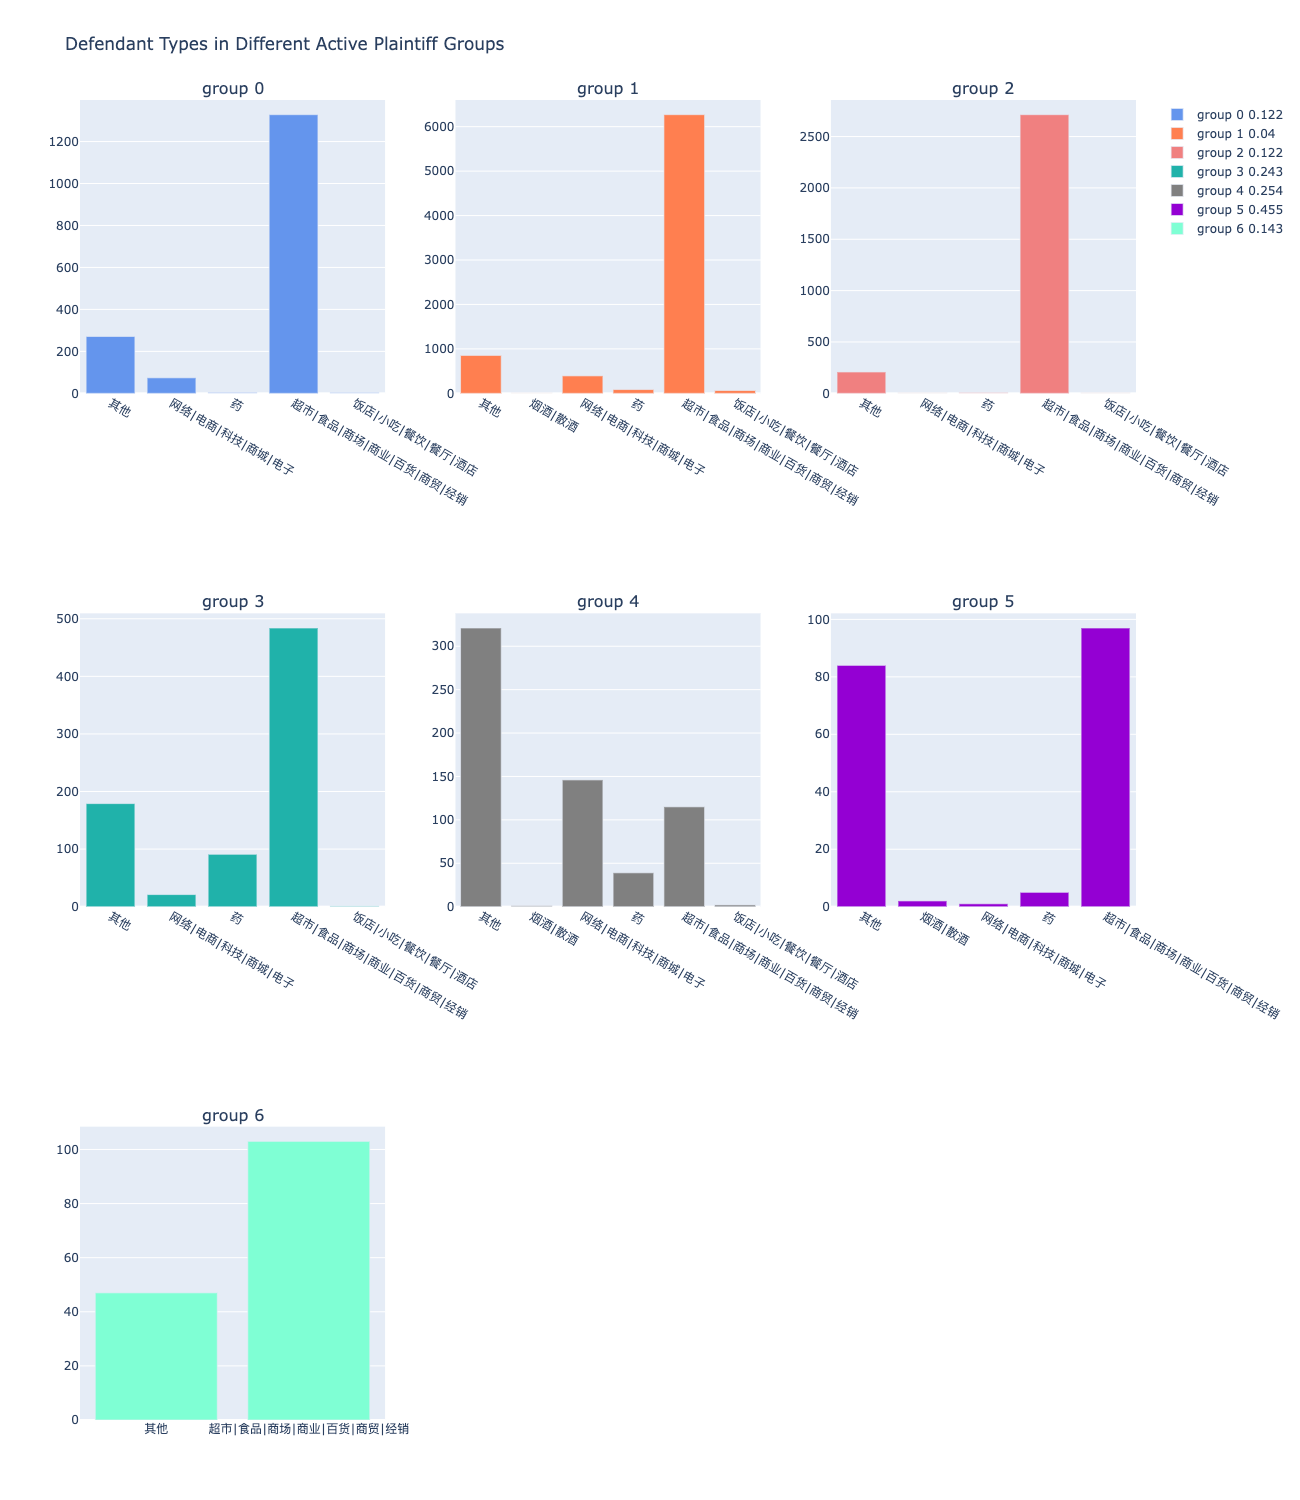 Defendant Types in Different Active Plaintiff Groups
group 0
1200
1000
800
600
400
200
0
其他
网络|电商|科技|商城|电子
药
超市|食品|商场|商业|百货|商贸|经销
饭店|小吃|餐饮|餐厅|酒店
group 1
6000
5000
4000
3000
2000
1000
0
其他
烟酒|散酒
网络|电商|科技|商城|电子
药
超市|食品|商场|商业|百货|商贸|经销
饭店|小吃|餐饮|餐厅|酒店
group 2
2500
2000
1500
1000
500
0
其他
网络|电商|科技|商城|电子
药
超市|食品|商场|商业|百货|商贸|经销
饭店|小吃|餐饮|餐厅|酒店
group 0 0.122
group 1 0.04
group 2 0.122
group 3 0.243
group 4 0.254
group 5 0.455
group 6 0.143
group 3
500
400
300
200
100
0
其他
网络|电商|科技|商城|电子
药
超市|食品|商场|商业|百货|商贸|经销
饭店|小吃|餐饮|餐厅|酒店
group 4
300
250
200
150
100
50
0
其他
烟酒|散酒
网络|电商|科技|商城|电子
药
超市|食品|商场|商业|百货|商贸|经销
饭店|小吃|餐饮|餐厅|酒店
group 5
100
80
60
40
20
0
其他
烟酒|散酒
网络|电商|科技|商城|电子
药
超市|食品|商场|商业|百货|商贸|经销
group 6
100
80
60
40
20
0
其他
超市|食品|商场|商业|百货|商贸|经销